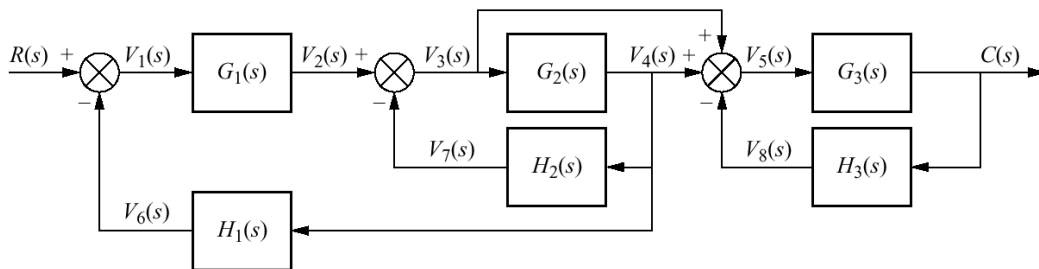 +
R(s) + V₁(s) G₁(s) V₂(s) + V₃(s) G₂(s) V₄(s) + V₅(s) G₃(s) C(s)
− − −
V₇(s) H₂(s) V₈(s) H₃(s)
V₆(s) H₁(s)